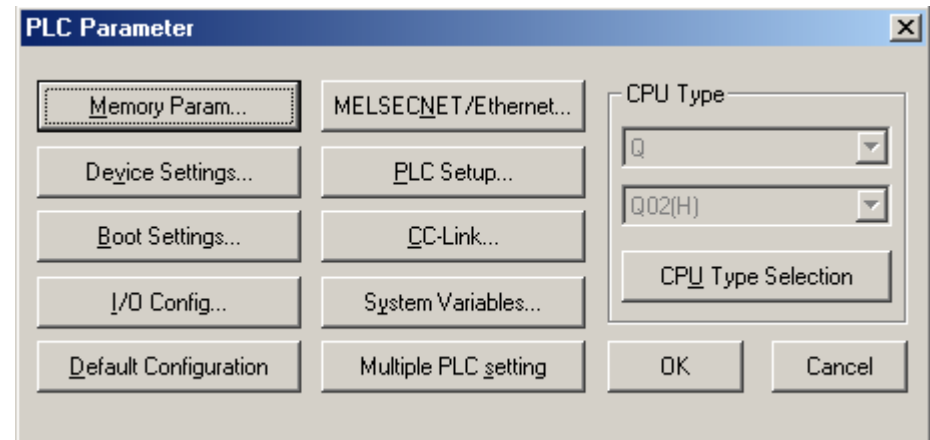 PLC Parameter
Memory Param...
MELSECNET/Ethernet...
CPU Type
Q
Device Settings...
PLC Setup...
Q02(H)
Boot Settings...
CC-Link...
CPU Type Selection
I/O Config...
System Variables...
Default Configuration
Multiple PLC setting
OK
Cancel